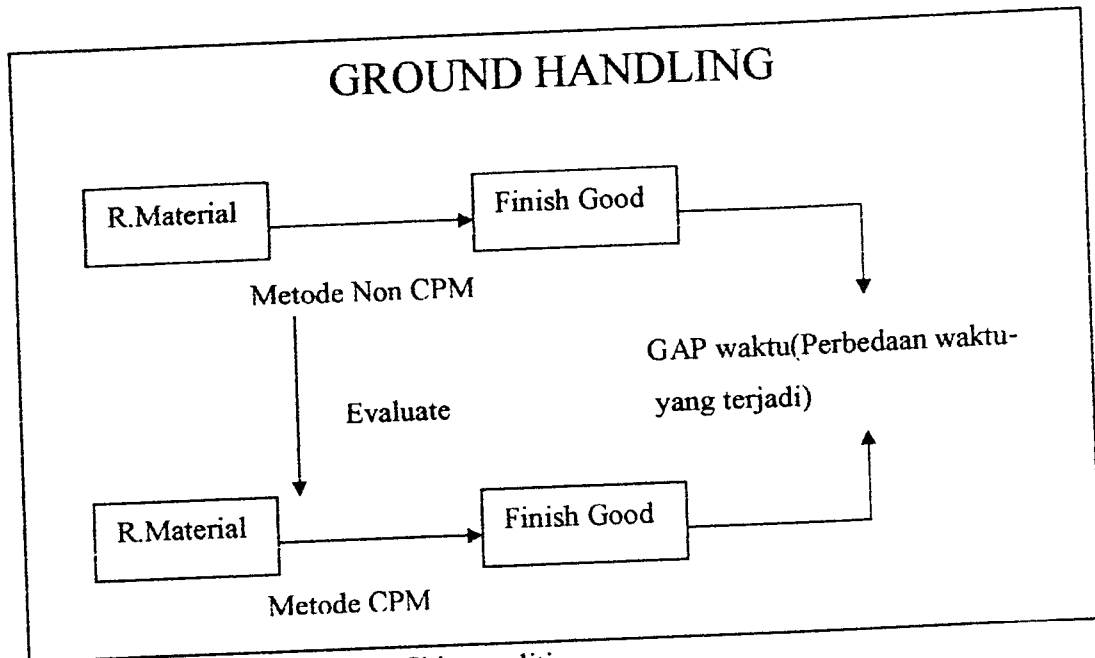 GROUND HANDLING
R.Material
Finish Good
Metode Non CPM
GAP waktu(Perbedaan waktu-
yang terjadi)
Evaluate
R.Material
Finish Good
Metode CPM